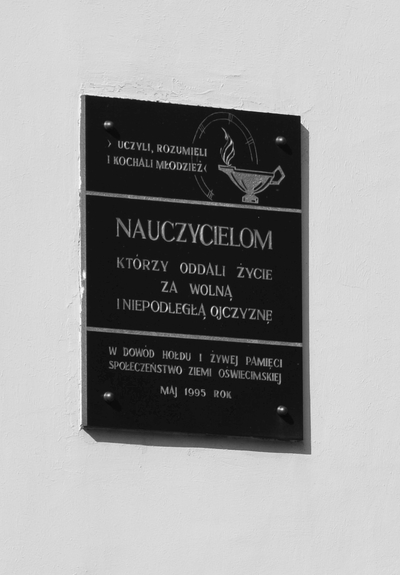 › UCZYLI, ROZUMIELI
I KOCHALI MŁODZIEŻ ‹
NAUCZYCIELOM
KTÓRZY ODDALI ŻYCIE
ZA WOLNĄ
I NIEPODLEGŁĄ OJCZYZNĘ
W DOWÓD HOŁDU I ŻYWEJ PAMIĘCI
SPOŁECZEŃSTWO ZIEMI OŚWIECIMSKIEJ
MAJ 1995 ROK